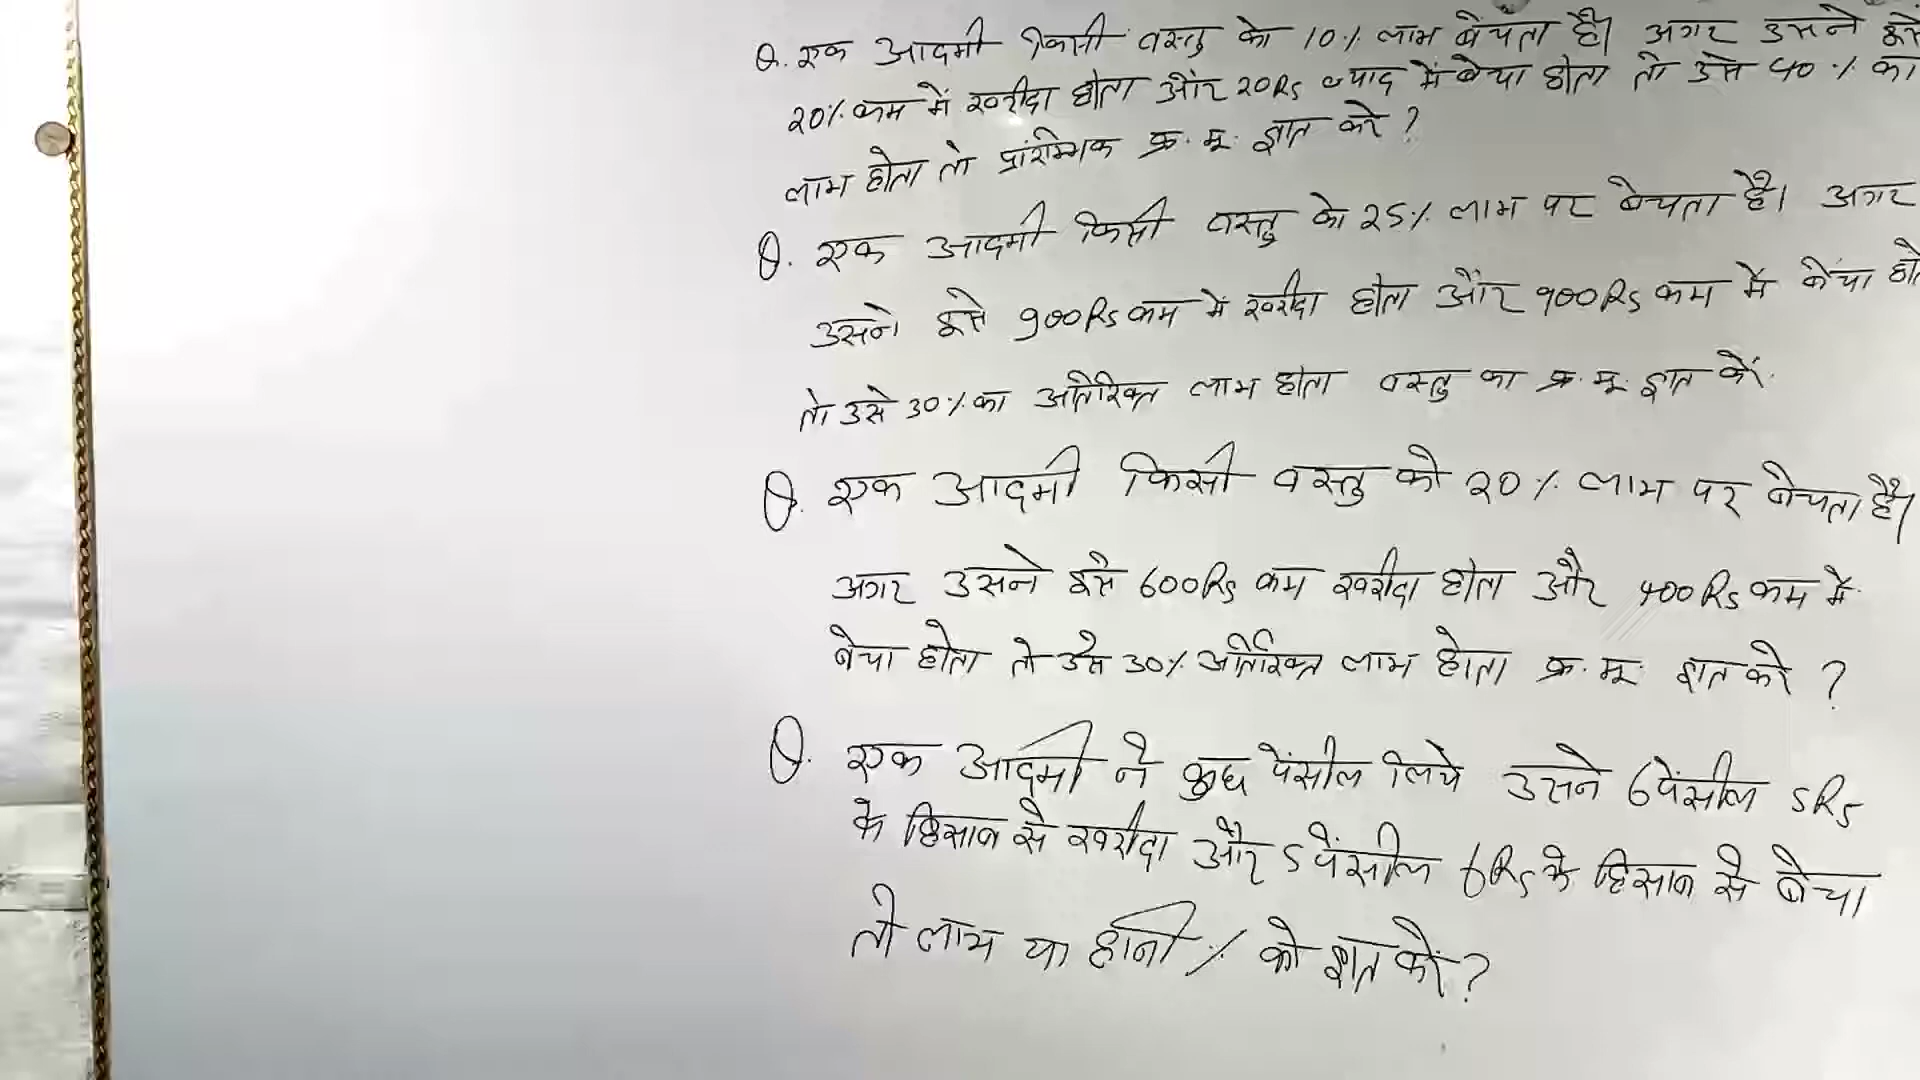 Q. एक आदमी किसी वस्तु को 10% लाभ बेचता है। अगर उसने इसे
20% कम में खरीदा होता और 20Rs ज्याद में बेचा होता तो उसे 40% का
लाभ होता तो प्रांरम्भिक क्र. मू. ज्ञात करे ?
Q. एक आदमी किसी वस्तु को 25% लाभ पर बेचता है। अगर
उसने इसे 900Rs कम में खरीदा होता और 900Rs कम में बेंचा हो
तो उसे 30% का अतिरिक्त लाभ होता वस्तु का क्र. मू. ज्ञात करें.
Q. एक आदमी किसी वस्तु को 20% लाभ पर बेचता है।
अगर उसने इसे 600Rs कम खरीदा होता और 400Rs कम में
बेचा होता तो उसे 30% अतिरिक्त लाभ होता क्र. मू. ज्ञात करे ?
Q. एक आदमी ने कुछ पेंसील लिये उसने 6 पेंसील 5Rs
के हिसाब से खरीदा और 5 पेंसील 6Rs के हिसाब से बेचा
तो लाभ या हानी % को ज्ञात करें ?